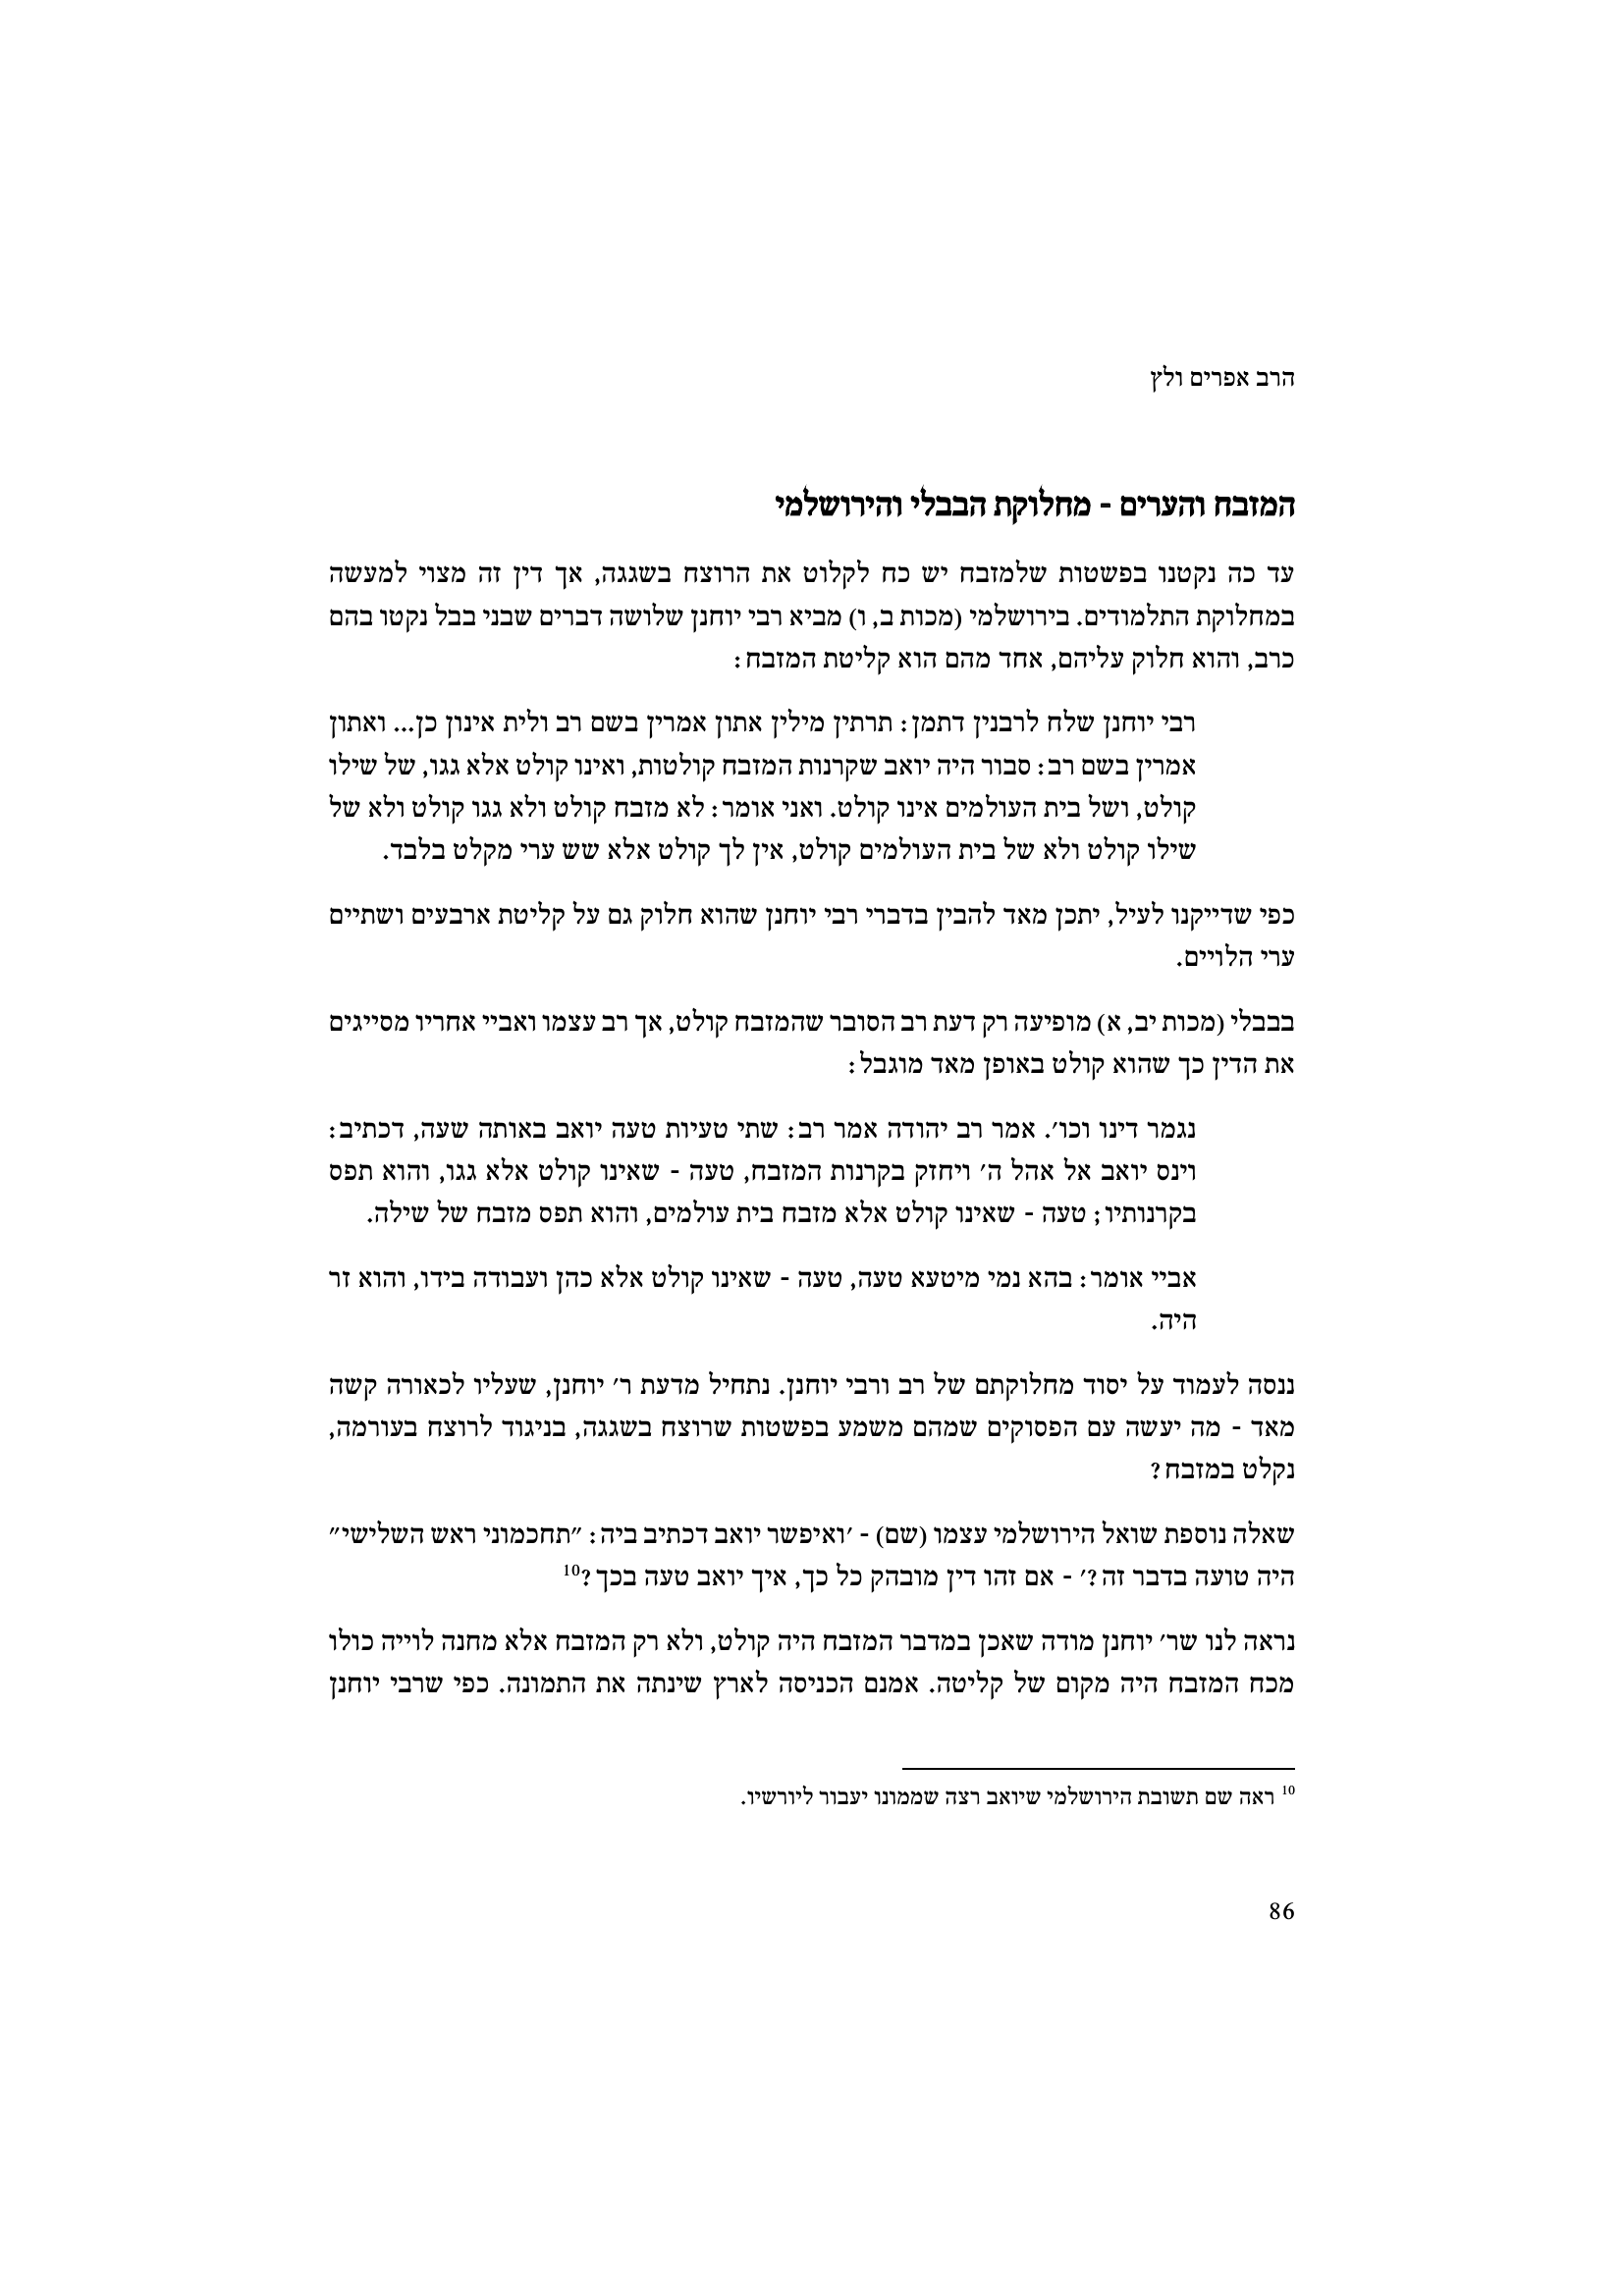 הרב אפרים ולץ
המזבח והערים - מחלוקת הבבלי והירושלמי
עד כה נקטנו בפשטות שלמזבח יש כח לקלוט את הרוצח בשגגה, אך דין זה מצוי למעשה
במחלוקת התלמודים. בירושלמי (מכות ב, ו) מביא רבי יוחנן שלושה דברים שבני בבל נקטו בהם
כרב, והוא חלוק עליהם, אחד מהם הוא קליטת המזבח:
רבי יוחנן שלח לרבנין דתמן: תרתין מילין אתון אמרין בשם רב ולית אינון כן... ואתון
אמרין בשם רב: סבור היה יואב שקרנות המזבח קולטות, ואינו קולט אלא גגו, של שילו
קולט, ושל בית העולמים אינו קולט. ואני אומר: לא מזבח קולט ולא גגו קולט ולא של
שילו קולט ולא של בית העולמים קולט, אין לך קולט אלא שש ערי מקלט בלבד.
כפי שדייקנו לעיל, יתכן מאד להבין בדברי רבי יוחנן שהוא חלוק גם על קליטת ארבעים ושתיים
ערי הלויים.
בבבלי (מכות יב, א) מופיעה רק דעת רב הסובר שהמזבח קולט, אך רב עצמו ואביי אחריו מסייגים
את הדין כך שהוא קולט באופן מאד מוגבל:
נגמר דינו וכו׳. אמר רב יהודה אמר רב: שתי טעיות טעה יואב באותה שעה, דכתיב:
וינס יואב אל אהל ה׳ ויחזק בקרנות המזבח, טעה - שאינו קולט אלא גגו, והוא תפס
בקרנותיו; טעה - שאינו קולט אלא מזבח בית עולמים, והוא תפס מזבח של שילה.
אביי אומר: בהא נמי מיטעא טעה, טעה - שאינו קולט אלא כהן ועבודה בידו, והוא זר
היה.
ננסה לעמוד על יסוד מחלוקתם של רב ורבי יוחנן. נתחיל מדעת ר׳ יוחנן, שעליו לכאורה קשה
מאד - מה יעשה עם הפסוקים שמהם משמע בפשטות שרוצח בשגגה, בניגוד לרוצח בעורמה,
נקלט במזבח?
שאלה נוספת שואל הירושלמי עצמו (שם) - ׳ואיפשר יואב דכתיב ביה: ״תחכמוני ראש השלישי״
היה טועה בדבר זה?׳ - אם זהו דין מובהק כל כך, איך יואב טעה בכך?10
נראה לנו שר׳ יוחנן מודה שאכן במדבר המזבח היה קולט, ולא רק המזבח אלא מחנה לוייה כולו
מכח המזבח היה מקום של קליטה. אמנם הכניסה לארץ שינתה את התמונה. כפי שרבי יוחנן
10 ראה שם תשובת הירושלמי שיואב רצה שממונו יעבור ליורשיו.
86